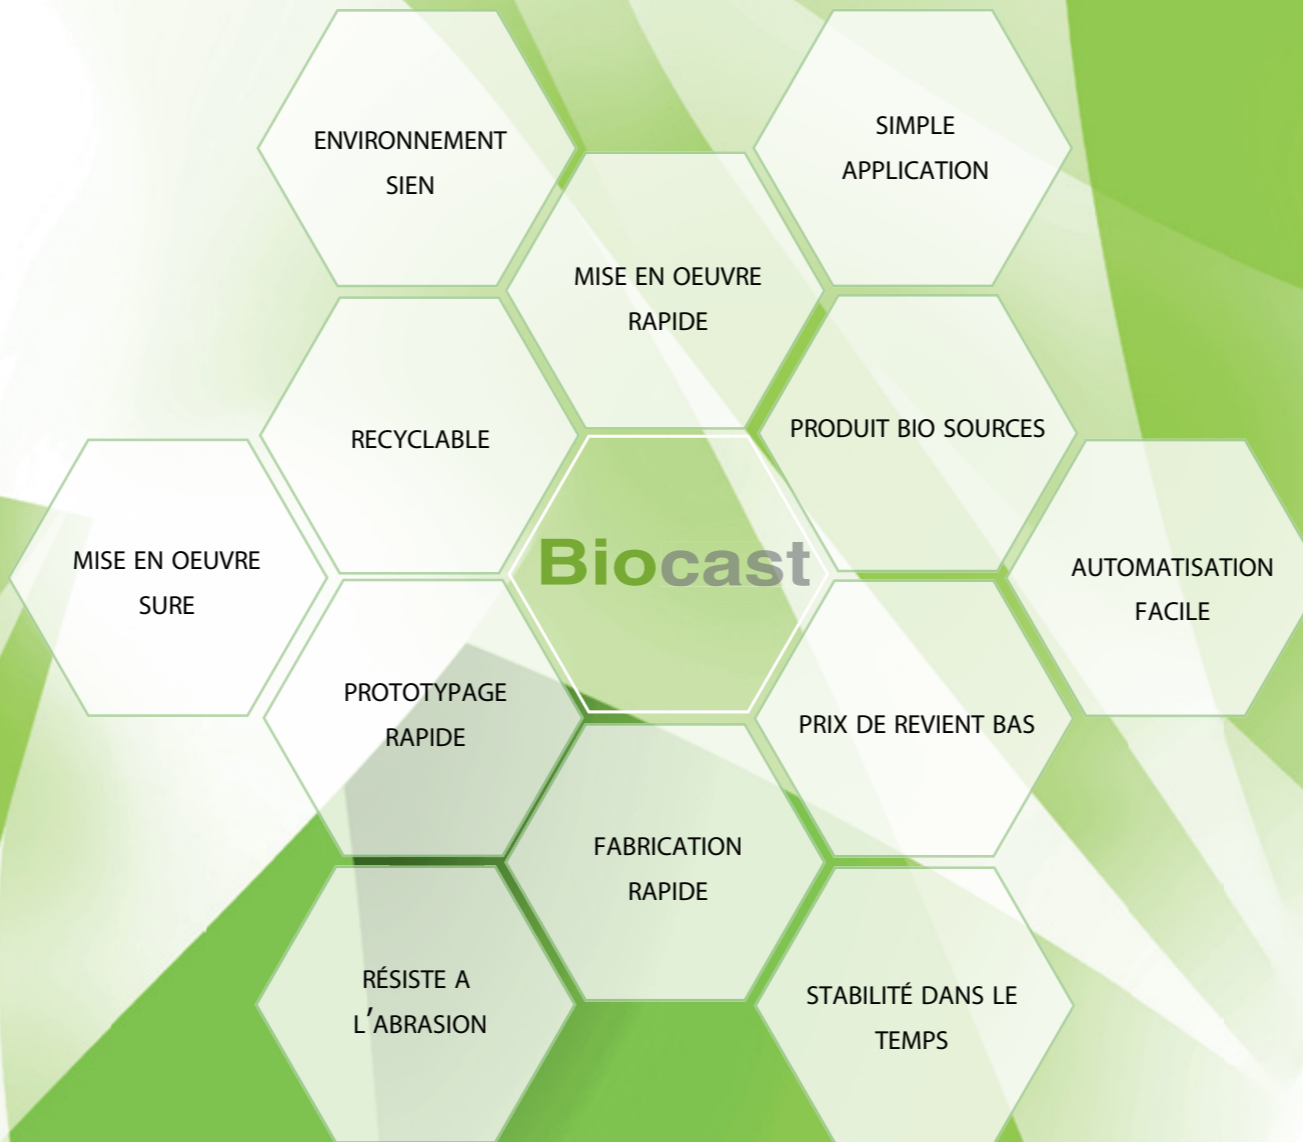 ENVIRONNEMENT
SIEN
SIMPLE
APPLICATION
MISE EN OEUVRE
RAPIDE
RECYCLABLE
PRODUIT BIO SOURCES
MISE EN OEUVRE
SURE
Biocast
AUTOMATISATION
FACILE
PROTOTYPAGE
RAPIDE
PRIX DE REVIENT BAS
FABRICATION
RAPIDE
RÉSISTE A
L'ABRASION
STABILITÉ DANS LE
TEMPS